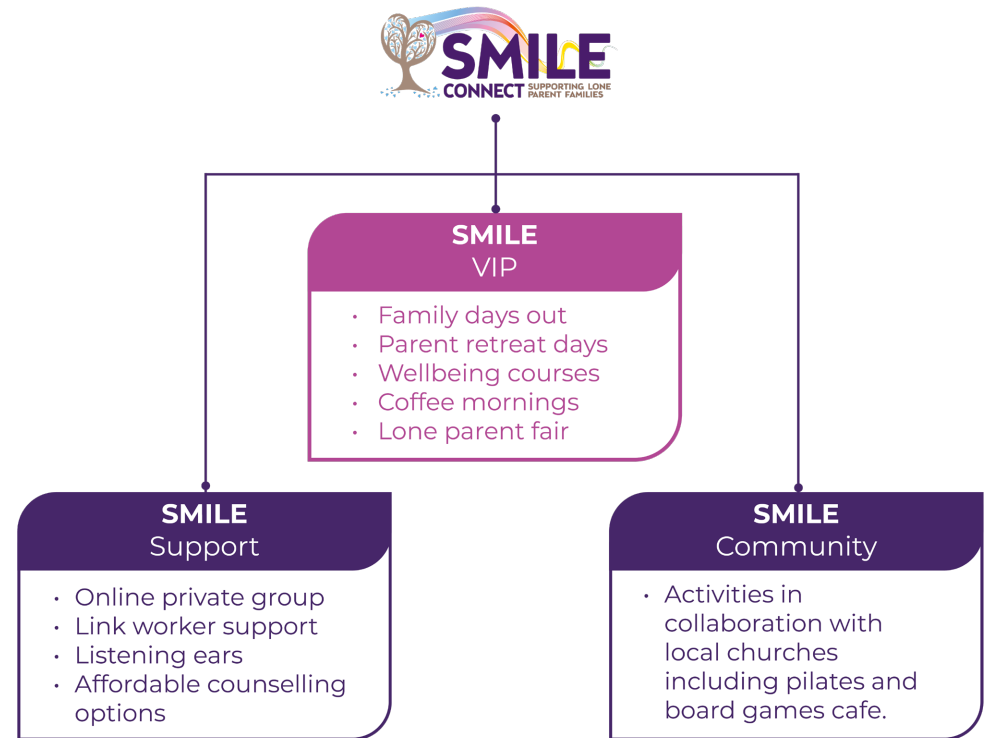 SMILE
CONNECT SUPPORTING LONE
PARENT FAMILIES
SMILE
VIP
• Family days out
• Parent retreat days
• Wellbeing courses
• Coffee mornings
• Lone parent fair
SMILE
Support
• Online private group
• Link worker support
• Listening ears
• Affordable counselling
options
SMILE
Community
• Activities in
collaboration with
local churches
including pilates and
board games cafe.